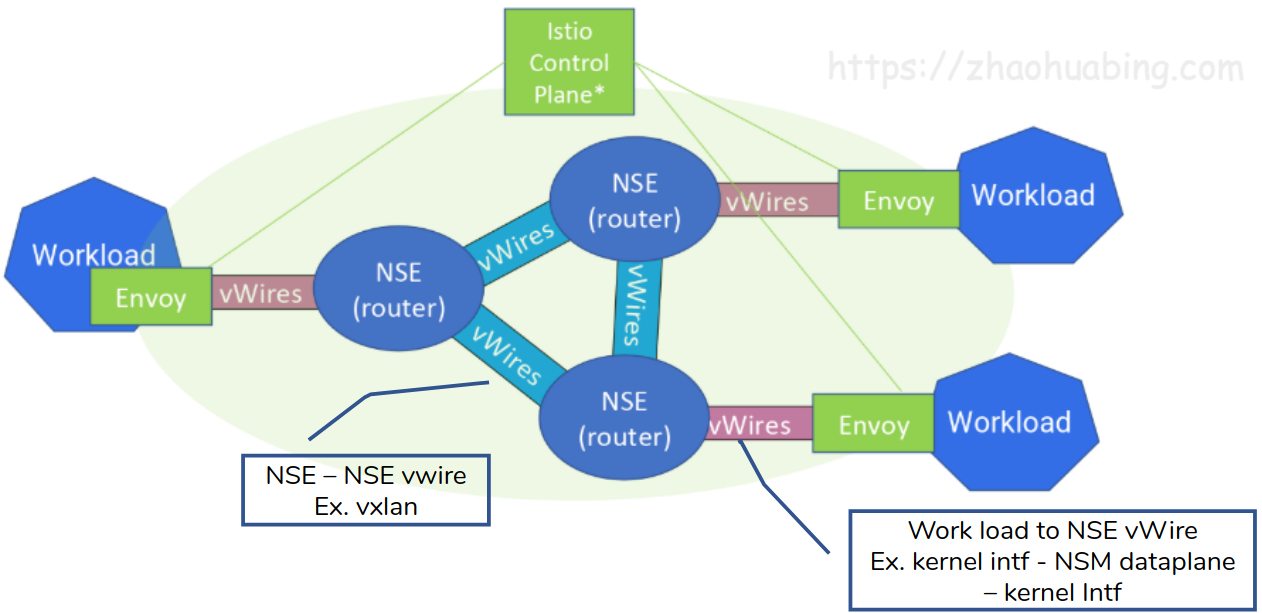 Istio
Control
Plane*
https://zhaohuabing.com
NSE
(router)
vWires
Envoy
Workload
Workload
Envoy
vWires
NSE
(router)
vWires
vWires
vWires
NSE
(router)
vWires
Envoy
Workload
NSE – NSE vwire
Ex. vxlan
Work load to NSE vWire
Ex. kernel intf - NSM dataplane
– kernel Intf